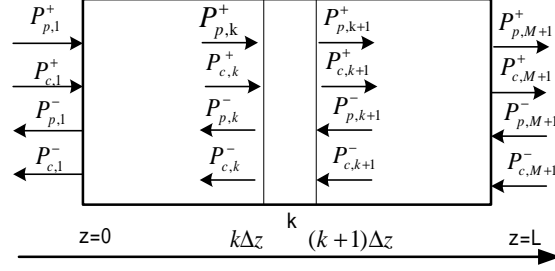 P_{p,1}^{+} P_{p,k}^{+} P_{p,k+1}^{+} P_{p,M+1}^{+}
P_{c,1}^{+} P_{c,k}^{+} P_{c,k+1}^{+} P_{c,M+1}^{+}
P_{p,1}^{-} P_{p,k}^{-} P_{p,k+1}^{-} P_{p,M+1}^{-}
P_{c,1}^{-} P_{c,k}^{-} P_{c,k+1}^{-} P_{c,M+1}^{-}
k
z=0 kΔz (k+1)Δz z=L